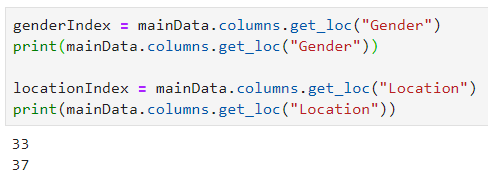 genderIndex = mainData.columns.get_loc("Gender")
print(mainData.columns.get_loc("Gender"))
locationIndex = mainData.columns.get_loc("Location")
print(mainData.columns.get_loc("Location"))
33
37